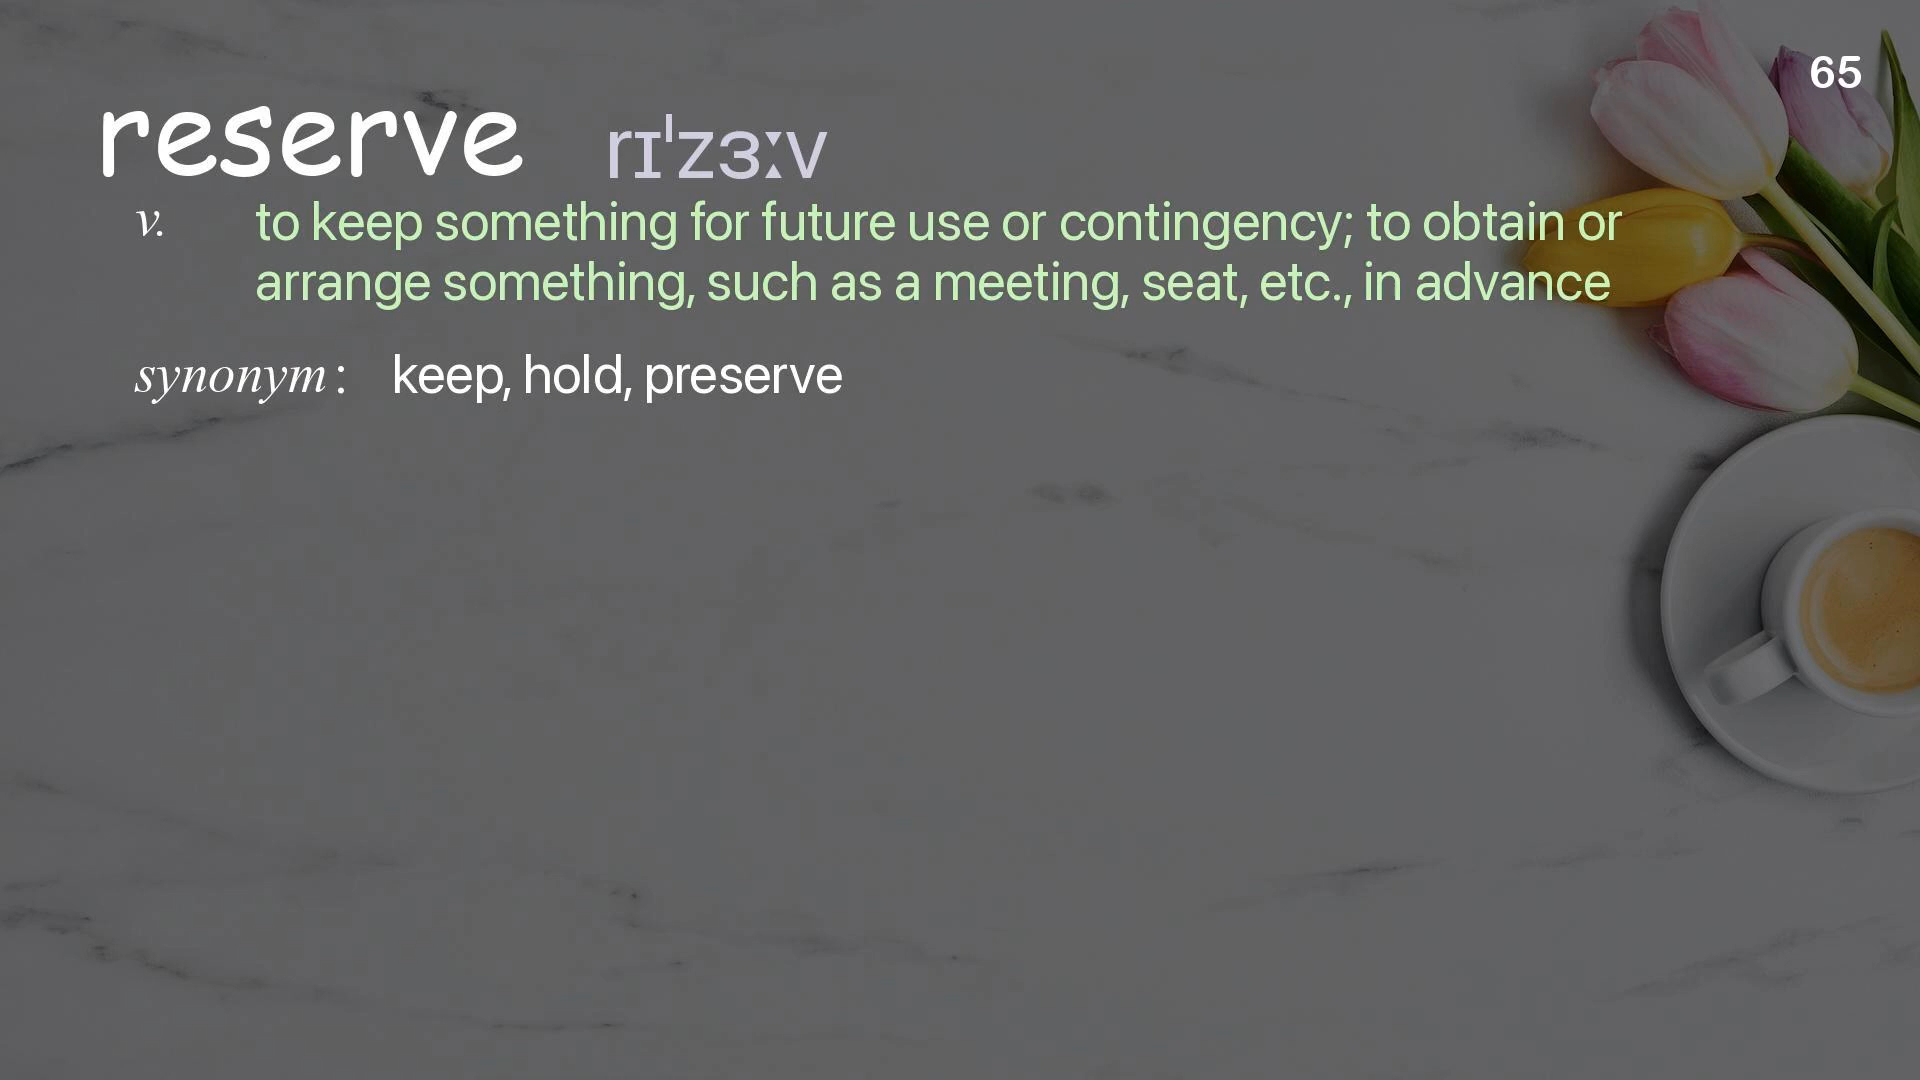 65
reserve rɪˈzɜːv
v. to keep something for future use or contingency; to obtain or
arrange something, such as a meeting, seat, etc., in advance
synonym: keep, hold, preserve